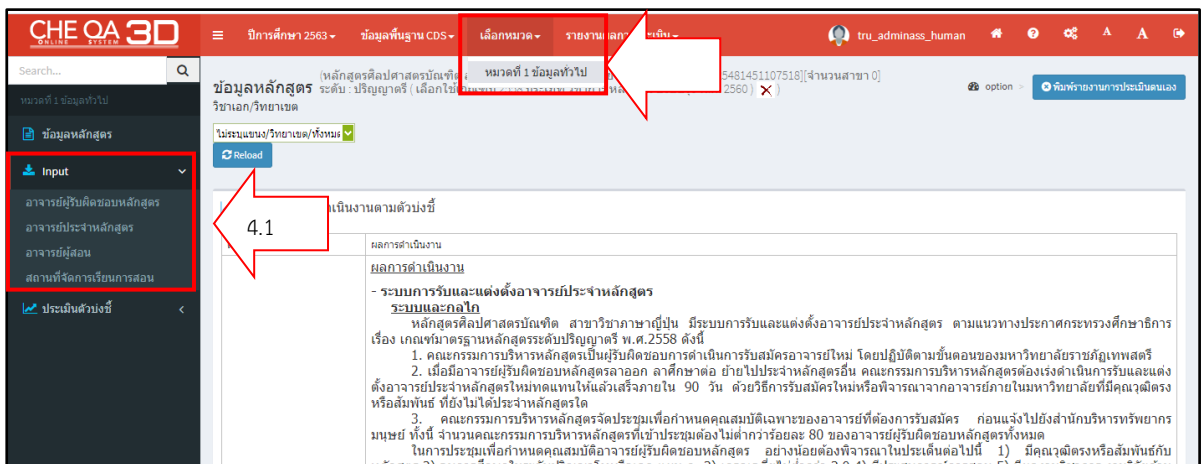 CHE QA 3D
ONLINE SYSTEM
ปีการศึกษา 2563
ข้อมูลพื้นฐาน CDS
เลือกหมวด
รายงานผลการ
tru_adminass_human
A
A
Search...
หมวดที่ 1 ข้อมูลทั่วไป
ข้อมูลหลักสูตร
Input
อาจารย์ผู้รับผิดชอบหลักสูตร
อาจารย์ประจำหลักสูตร
อาจารย์ผู้สอน
สถานที่จัดการเรียนการสอน
ประเมินตัวบ่งชี้
หมวดที่ 1 ข้อมูลทั่วไป
ข้อมูลหลักสูตร
(หลักสูตรศิลปศาสตรบัณฑิต
5481451107518][จำนวนสาขา 0]
ระดับ : ปริญญาตรี ( เลือกใช้
2560 )
)
วิชาเอก/วิทยาเขต
option >
พิมพ์รายงานการประเมินตนเอง
ไม่ระบุแขนง/วิทยาเขต/ทั้งหมด
Reload
4.1
เนินงานตามตัวบ่งชี้
ผลการดำเนินงาน
ผลการดำเนินงาน
- ระบบการรับและแต่งตั้งอาจารย์ประจำหลักสูตร
ระบบและกลไก
หลักสูตรศิลปศาสตรบัณฑิต สาขาวิชาภาษาญี่ปุ่น มีระบบการรับและแต่งตั้งอาจารย์ประจำหลักสูตร ตามแนวทางประกาศกระทรวงศึกษาธิการ
เรื่อง เกณฑ์มาตรฐานหลักสูตรระดับปริญญาตรี พ.ศ.2558 ดังนี้
1. คณะกรรมการบริหารหลักสูตรเป็นผู้รับผิดชอบการดำเนินการรับสมัครอาจารย์ใหม่ โดยปฏิบัติตามขั้นตอนของมหาวิทยาลัยราชภัฏเทพสตรี
2. เมื่อมีอาจารย์ผู้รับผิดชอบหลักสูตรลาออก ลาศึกษาต่อ ย้ายไปประจำหลักสูตรอื่น คณะกรรมการบริหารหลักสูตรต้องเร่งดำเนินการรับและแต่ง
ตั้งอาจารย์ประจำหลักสูตรใหม่ทดแทนให้แล้วเสร็จภายใน 90 วัน ด้วยวิธีการรับสมัครใหม่หรือพิจารณาจากอาจารย์ภายในมหาวิทยาลัยที่มีคุณวุฒิตรง
หรือสัมพันธ์ ที่ยังไม่ได้ประจำหลักสูตรใด
3. คณะกรรมการบริหารหลักสูตรจัดประชุมเพื่อกำหนดคุณสมบัติเฉพาะของอาจารย์ที่ต้องการรับสมัคร ก่อนแจ้งไปยังสำนักบริหารทรัพยากร
มนุษย์ ทั้งนี้ จำนวนคณะกรรมการบริหารหลักสูตรที่เข้าประชุมต้องไม่ต่ำกว่าร้อยละ 80 ของอาจารย์ผู้รับผิดชอบหลักสูตรทั้งหมด
ในการประชุมเพื่อกำหนดคุณสมบัติอาจารย์ผู้รับผิดชอบหลักสูตร อย่างน้อยต้องพิจารณาในประเด็นต่อไปนี้ 1) มีคุณวุฒิตรงหรือสัมพันธ์กับ